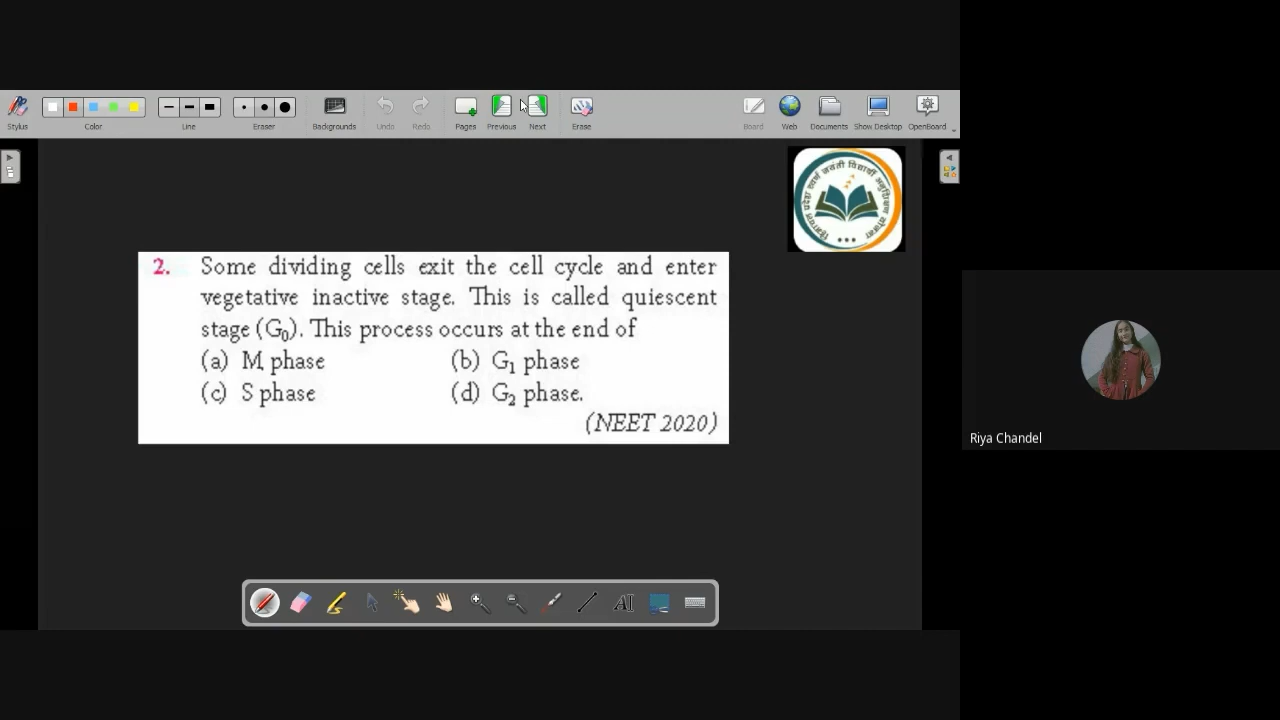 Stylus
Color
Line
Eraser
Backgrounds
Undo
Redo
Pages
Previous
Next
Erase
Board
Web
Documents
Show Desktop
OpenBoard
2. Some dividing cells exit the cell cycle and enter
vegetative inactive stage. This is called quiescent
stage (G₀). This process occurs at the end of
(a) M phase (b) G₁ phase
(c) S phase (d) G₂ phase.
(NEET 2020)
Riya Chandel